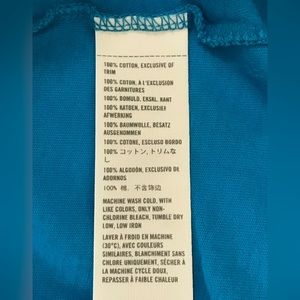 100% COTTON, EXCLUSIVE OF
TRIM
100% COTON, À L'EXCLUSION
DES GARNITURES
100% BOMULD, EKSKL. KANT
100% KATOEN, EXCLUSIEF
AFWERKING
100% BAUMWOLLE, BESATZ
AUSGENOMMEN
100% COTONE, ESCLUSO BORDO
100% コットン, トリムなし
100% ALGODÓN, EXCLUSIVO DE
ADORNOS
100% 棉, 不含饰边
MACHINE WASH COLD, WITH
LIKE COLORS, ONLY NON-
CHLORINE BLEACH, TUMBLE DRY
LOW, LOW IRON
LAVER À FROID EN MACHINE
(30°C), AVEC COULEURS
SIMILAIRES, BLANCHIMENT SANS
CHLORE UNIQUEMENT, SÉCHER À
LA MACHINE CYCLE DOUX,
REPASSER À FAIBLE CHALEUR